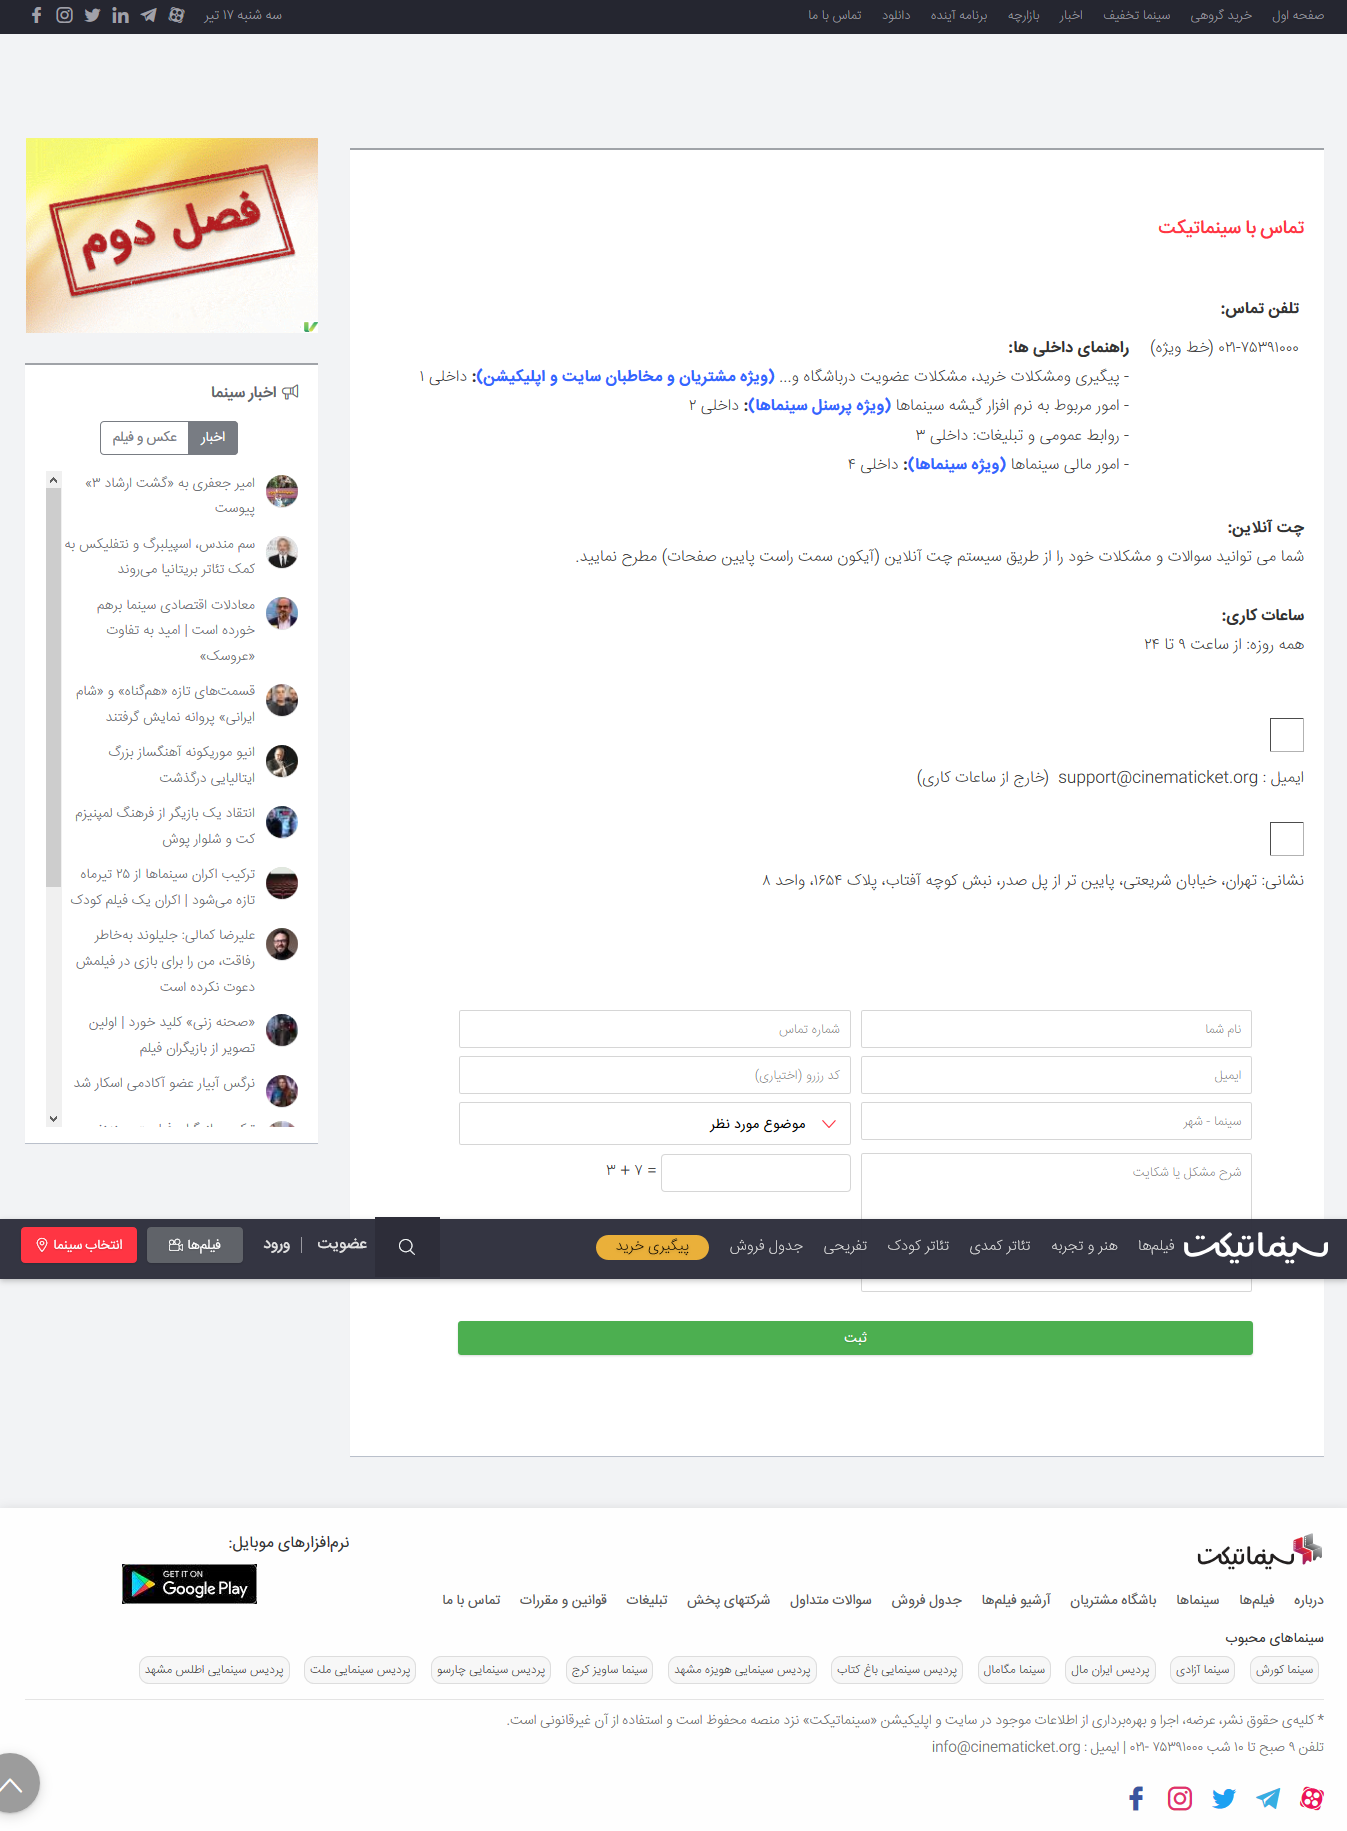 صفحه اول خرید گروهی سینما تخفیف اخبار بازارچه برنامه آینده دانلود تماس با ما
سه شنبه ۱۷ تیر
تماس با سینماتیکت
تلفن تماس:
۰۲۱-۷۵۳۹۱۰۰۰ (خط ویژه)
راهنمای داخلی ها:
- پیگیری ومشکلات خرید، مشکلات عضویت درباشگاه و... (ویژه مشتریان و مخاطبان سایت و اپلیکیشن): داخلی ۱
- امور مربوط به نرم افزار گیشه سینماها (ویژه پرسنل سینماها): داخلی ۲
- روابط عمومی و تبلیغات: داخلی ۳
- امور مالی سینماها (ویژه سینماها): داخلی ۴
چت آنلاین:
شما می توانید سوالات و مشکلات خود را از طریق سیستم چت آنلاین (آیکون سمت راست پایین صفحات) مطرح نمایید.
ساعات کاری:
همه روزه: از ساعت ۹ تا ۲۴
ایمیل : support@cinematicket.org (خارج از ساعات کاری)
نشانی: تهران، خیابان شریعتی، پایین تر از پل صدر، نبش کوچه آفتاب، پلاک ۱۶۵۴، واحد ۸
نام شما
شماره تماس
ایمیل
کد رزرو (اختیاری)
سینما - شهر
موضوع مورد نظر
شرح مشکل یا شکایت
۳ + ۷ =
ثبت
فصل دوم
اخبار سینما
اخبار عکس و فیلم
امیر جعفری به «گشت ارشاد ۳»
پیوست
سم مندس، اسپیلبرگ و نتفلیکس به
کمک تئاتر بریتانیا می‌روند
معادلات اقتصادی سینما برهم
خورده است | امید به تفاوت
«عروسک»
قسمت‌های تازه «هم‌گناه» و «شام
ایرانی» پروانه نمایش گرفتند
انیو موریکونه آهنگساز بزرگ
ایتالیایی درگذشت
انتقاد یک بازیگر از فرهنگ لمپنیزم
کت و شلوار پوش
ترکیب اکران سینماها از ۲۵ تیرماه
تازه می‌شود | اکران یک فیلم کودک
علیرضا کمالی: جلیلوند به‌خاطر
رفاقت، من را برای بازی در فیلمش
دعوت نکرده است
«صحنه زنی» کلید خورد | اولین
تصویر از بازیگران فیلم
نرگس آبیار عضو آکادمی اسکار شد
سینماتیکت فیلم‌ها هنر و تجربه تئاتر کمدی تئاتر کودک تفریحی جدول فروش پیگیری خرید
عضویت | ورود فیلم‌ها انتخاب سینما
سینماتیکت
نرم‌افزارهای موبایل:
GET IT ON
Google Play
درباره فیلم‌ها سینماها باشگاه مشتریان آرشیو فیلم‌ها جدول فروش سوالات متداول شرکتهای پخش تبلیغات قوانین و مقررات تماس با ما
سینماهای محبوب
سینما کورش سینما آزادی پردیس ایران مال سینما مگامال پردیس سینمایی باغ کتاب پردیس سینمایی هویزه مشهد سینما ساویز کرج پردیس سینمایی چارسو پردیس سینمایی ملت پردیس سینمایی اطلس مشهد
* کلیه‌ی حقوق نشر، عرضه، اجرا و بهره‌برداری از اطلاعات موجود در سایت و اپلیکیشن «سینماتیکت» نزد منصه محفوظ است و استفاده از آن غیرقانونی است.
تلفن ۹ صبح تا ۱۰ شب ۷۵۳۹۱۰۰۰ -۰۲۱ | ایمیل : info@cinematicket.org